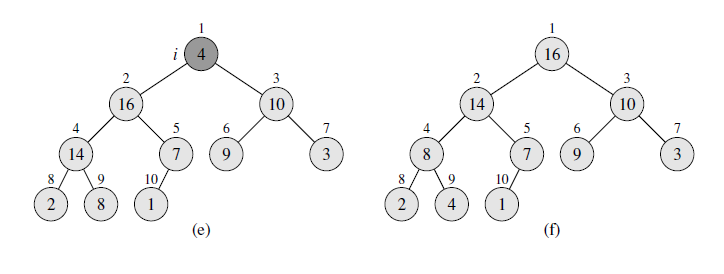 1 1
i 4 16
2 3 2 3
16 10 14 10
4 5 6 7 4 5 6 7
14 7 9 3 8 7 9 3
8 9 10 8 9 10
2 8 1 2 4 1
(e) (f)